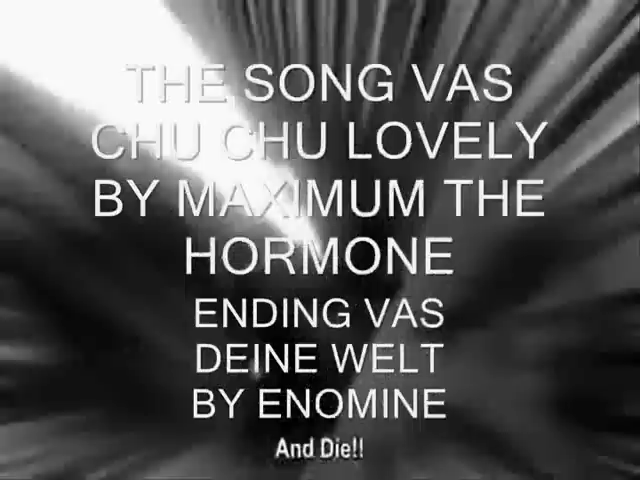 THE SONG VAS
CHU CHU LOVELY
BY MAXIMUM THE
HORMONE
ENDING VAS
DEINE WELT
BY ENOMINE
And Die!!